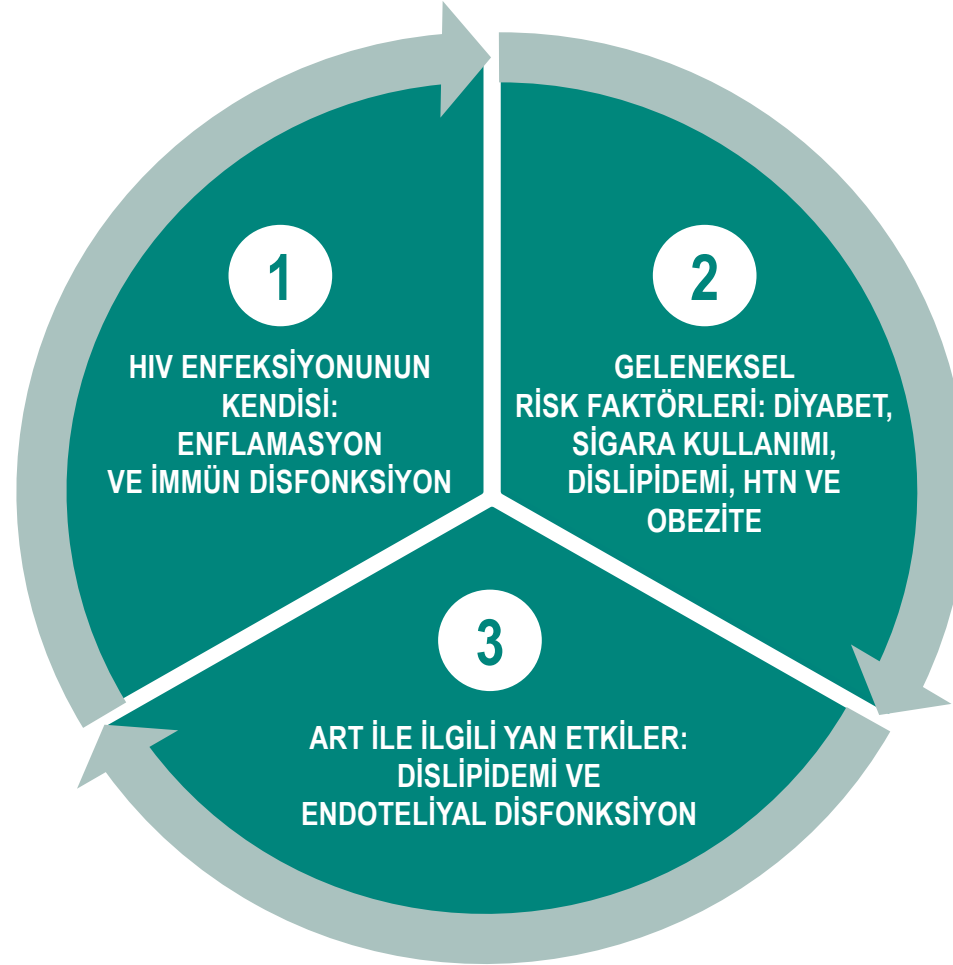 1
HIV ENFEKSİYONUNUN
KENDİSİ:
ENFLAMASYON
VE İMMÜN DİSFONKSİYON
2
GELENEKSEL
RİSK FAKTÖRLERİ: DİYABET,
SİGARA KULLANIMI,
DİSLİPİDEMİ, HTN VE
OBEZİTE
3
ART İLE İLGİLİ YAN ETKİLER:
DİSLİPİDEMİ VE
ENDOTELİYAL DİSFONKSİYON